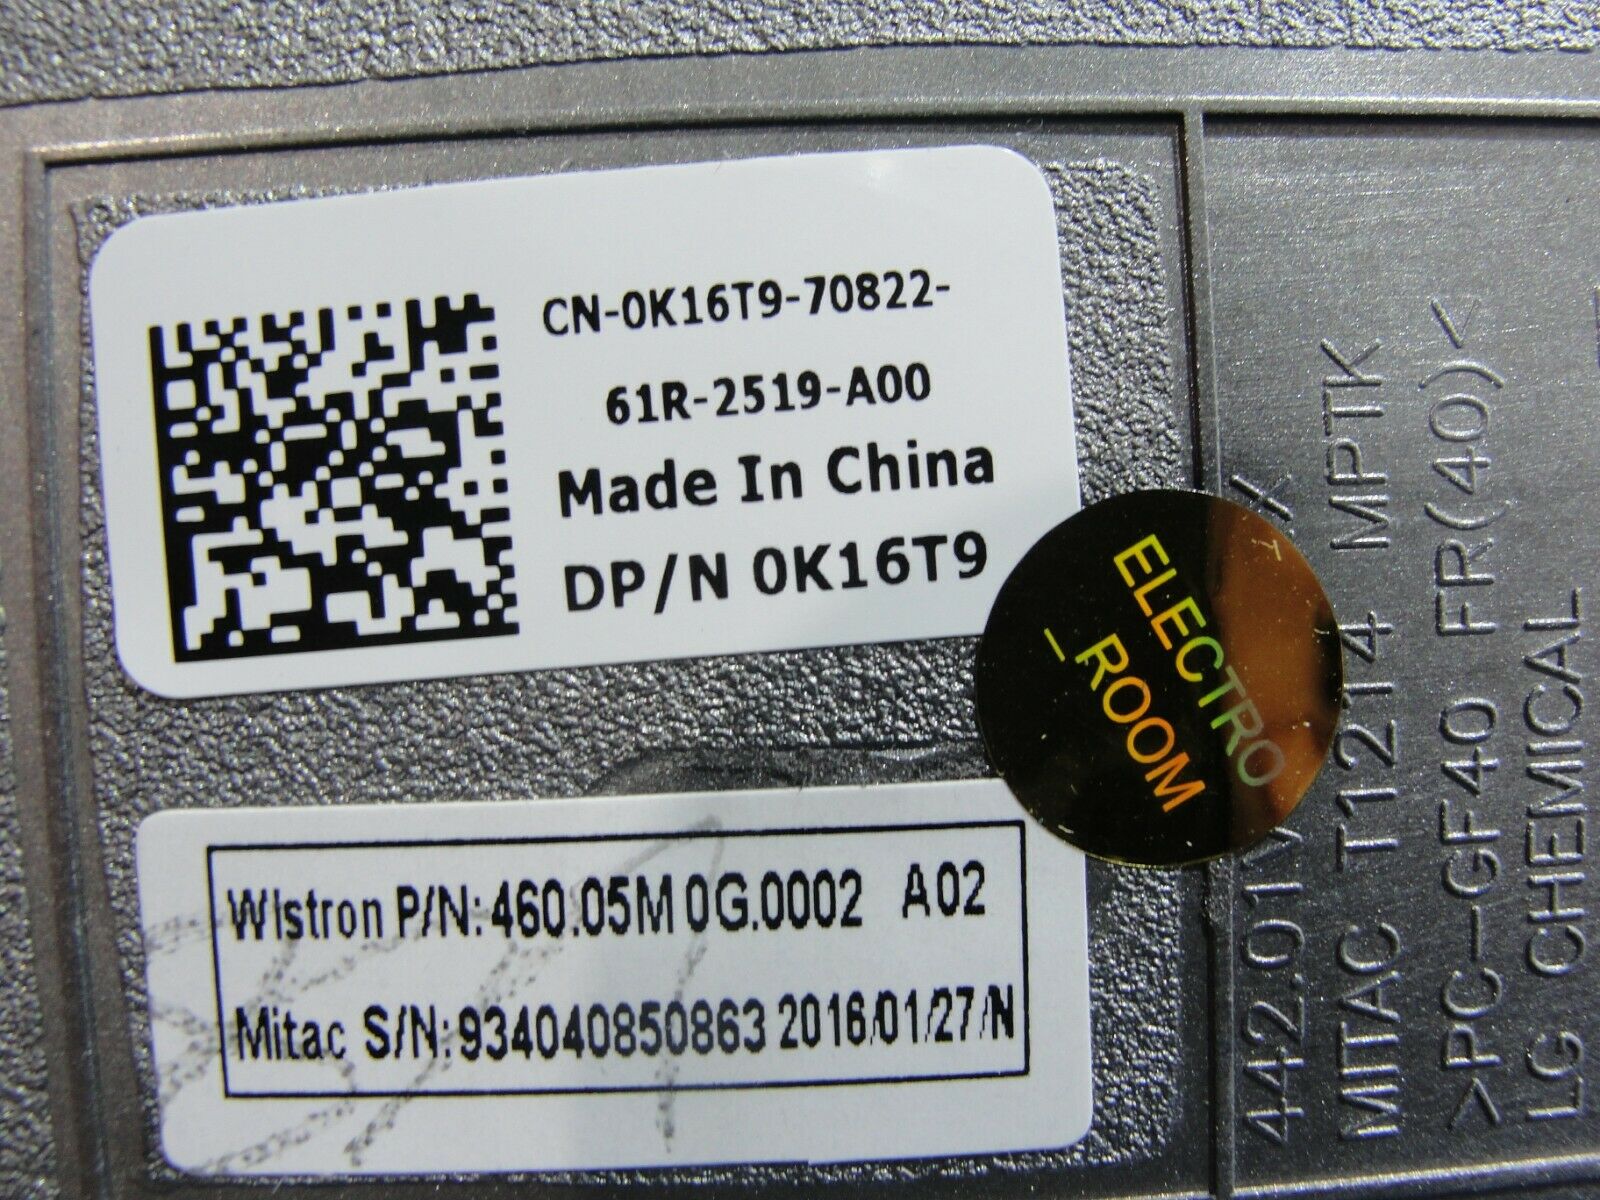 CN-0K16T9-70822-
61R-2519-A00
Made In China
DP/N 0K16T9
ELECTRO
_ROOM
Wistron P/N:460.05M0G.0002 A02
Mitac S/N:934040850863 2016/01/27/N
MITAC T1214 MPTK
>PC-GF40 FR(40)<
LG CHEMICAL